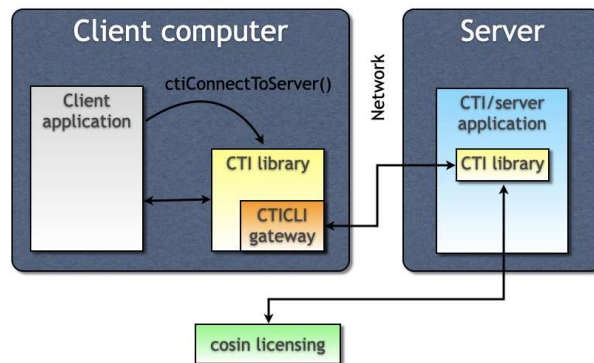 Client computer
Server
ctiConnectToServer()
Client
application
Network
CTI/server
application
CTI library
CTI library
CTICLI
gateway
cosin licensing